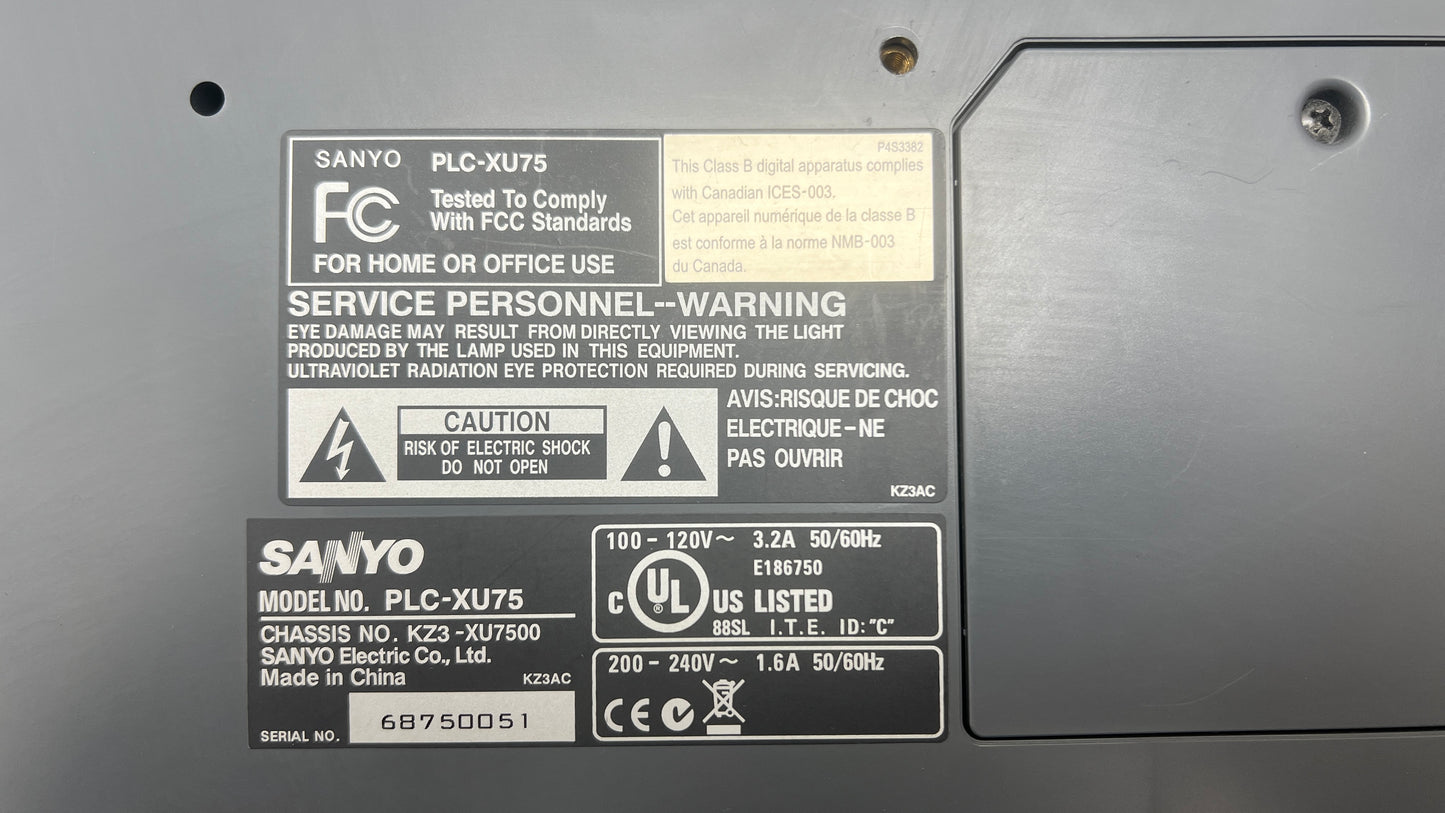 SANYO PLC-XU75
FC Tested To Comply
With FCC Standards
FOR HOME OR OFFICE USE
P4S3382
This Class B digital apparatus complies
with Canadian ICES-003.
Cet appareil numérique de la classe B
est conforme à la norme NMB-003
du Canada.
SERVICE PERSONNEL--WARNING
EYE DAMAGE MAY RESULT FROM DIRECTLY VIEWING THE LIGHT
PRODUCED BY THE LAMP USED IN THIS EQUIPMENT.
ULTRAVIOLET RADIATION EYE PROTECTION REQUIRED DURING SERVICING.
CAUTION
RISK OF ELECTRIC SHOCK
DO NOT OPEN
AVIS:RISQUE DE CHOC
ELECTRIQUE-NE
PAS OUVRIR
KZ3AC
SANYO
MODEL NO. PLC-XU75
CHASSIS NO. KZ3-XU7500
SANYO Electric Co., Ltd.
Made in China KZ3AC
SERIAL NO. 68750051
100-120V~ 3.2A 50/60Hz
E186750
C UL® US LISTED
88SL I.T.E. ID:"C"
200-240V~ 1.6A 50/60Hz
CE